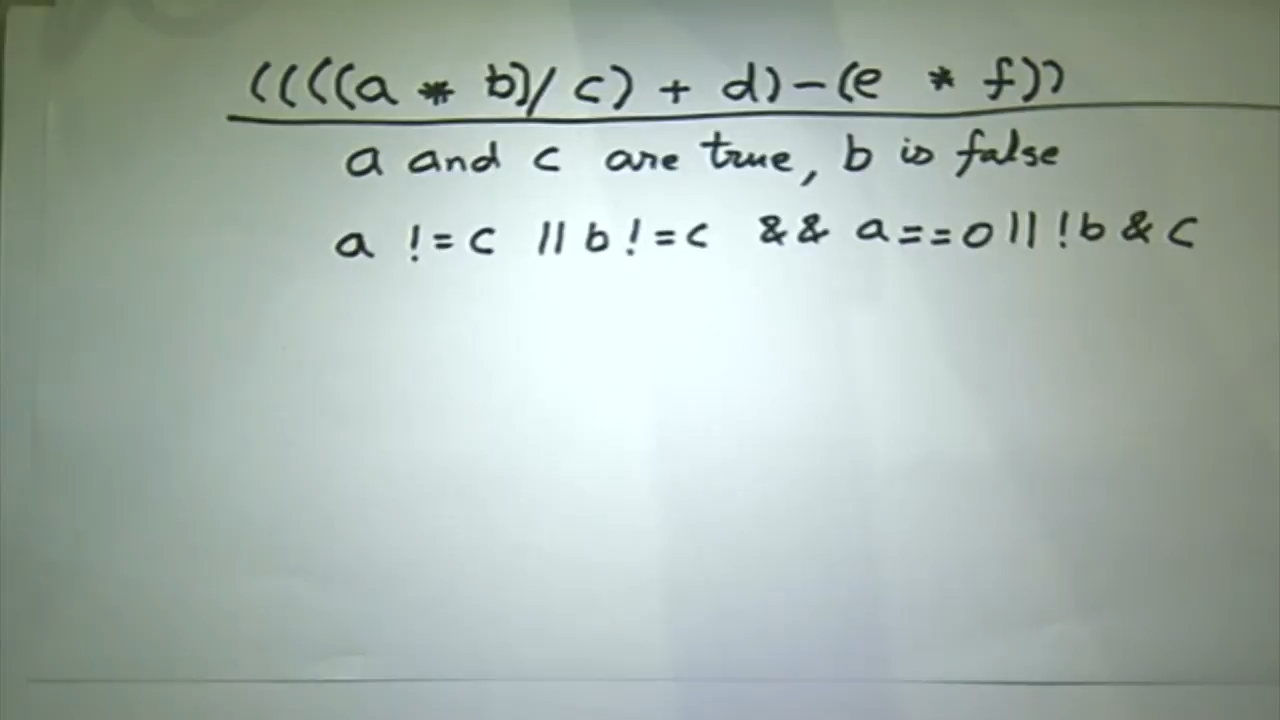 ((((a * b)/ c) + d) - (e * f))
a and c are true, b is false
a != c || b != c && a == 0 || !b & c